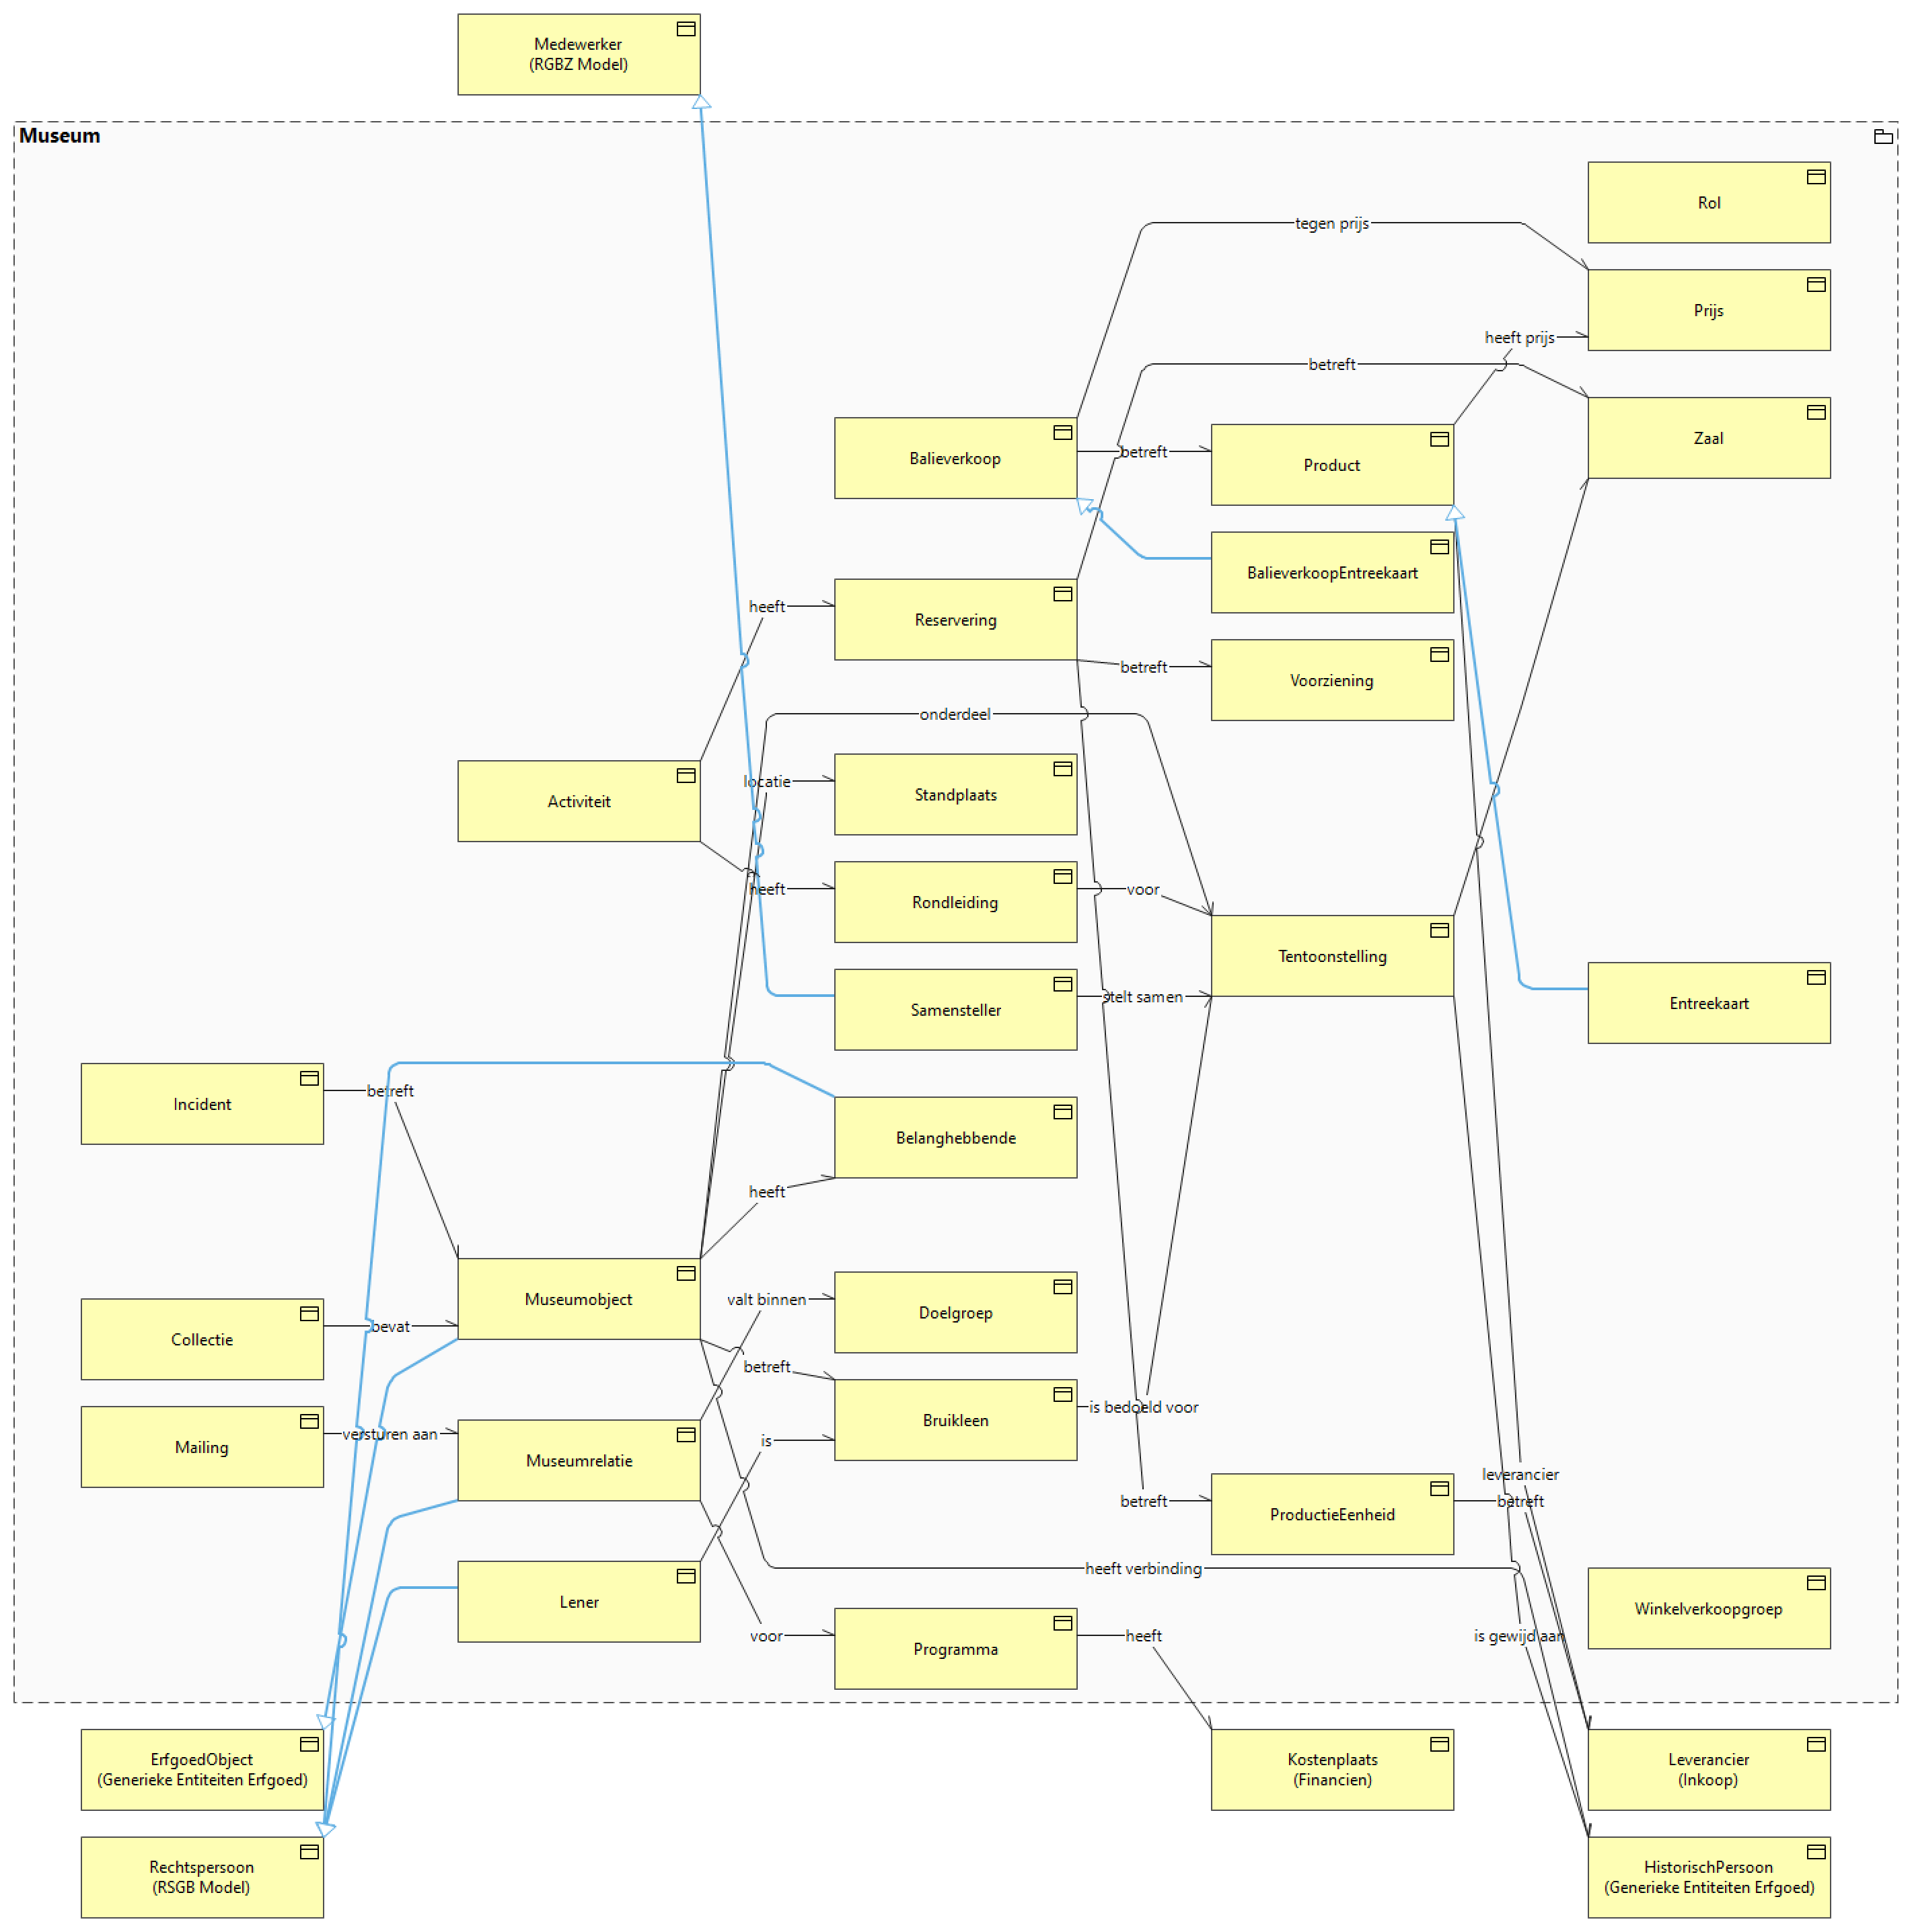 Medewerker
(RGBZ Model)
Museum
Rol
tegen prijs
Prijs
heeft prijs
betreft
Zaal
Balieverkoop
betreft
Product
BalieverkoopEntreekaart
heeft
Reservering
betreft
Voorziening
onderdeel
Activiteit
locatie
Standplaats
heeft
Rondleiding
voor
Tentoonstelling
Samensteller
stelt samen
Entreekaart
Incident
betreft
Belanghebbende
heeft
Museumobject
valt binnen
Doelgroep
Collectie
bevat
betreft
Bruikleen
is bedoeld voor
Mailing
versturen aan
Museumrelatie
is
leverancier
betreft
ProductieEenheid
betreft
heeft verbinding
Lener
Winkelverkoopgroep
voor
Programma
heeft
is gewijd aan
ErfgoedObject
(Generieke Entiteiten Erfgoed)
Kostenplaats
(Financien)
Leverancier
(Inkoop)
Rechtspersoon
(RSGB Model)
HistorischPersoon
(Generieke Entiteiten Erfgoed)